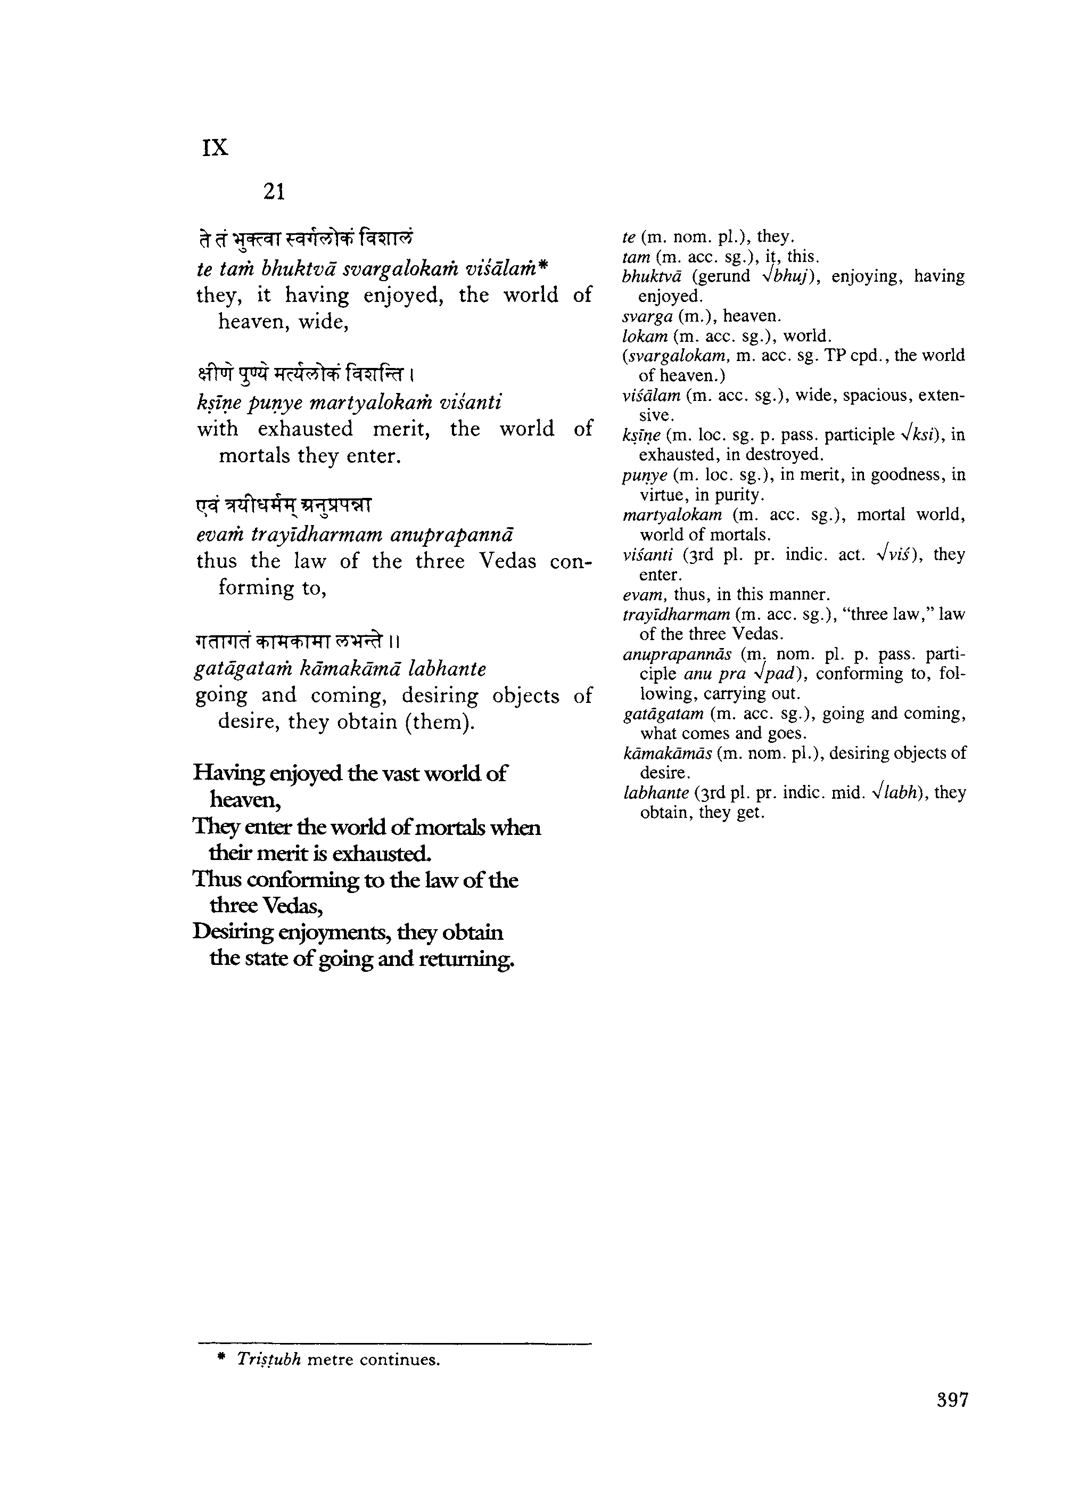 IX
21
ते तं भुक्त्वा स्वर्गलोकं विशालं
te taṁ bhuktvā svargalokaṁ viśālaṁ*
they, it having enjoyed, the world of
heaven, wide,
क्षीणे पुण्ये मर्त्यलोकं विशन्ति ।
kṣīṇe puṇye martyalokaṁ viśanti
with exhausted merit, the world of
mortals they enter.
एवं त्रयीधर्मम् अनुप्रपन्ना
evaṁ trayīdharmam anuprapannā
thus the law of the three Vedas con-
forming to,
गतागतं कामकामा लभन्ते ।।
gatāgataṁ kāmakāmā labhante
going and coming, desiring objects of
desire, they obtain (them).
Having enjoyed the vast world of
heaven,
They enter the world of mortals when
their merit is exhausted.
Thus conforming to the law of the
three Vedas,
Desiring enjoyments, they obtain
the state of going and returning.
te (m. nom. pl.), they.
tam (m. acc. sg.), it, this.
bhuktvā (gerund √bhuj), enjoying, having
enjoyed.
svarga (m.), heaven.
lokam (m. acc. sg.), world.
(svargalokam, m. acc. sg. TP cpd., the world
of heaven.)
viśālam (m. acc. sg.), wide, spacious, exten-
sive.
kṣīṇe (m. loc. sg. p. pass. participle √ksi), in
exhausted, in destroyed.
puṇye (m. loc. sg.), in merit, in goodness, in
virtue, in purity.
martyalokam (m. acc. sg.), mortal world,
world of mortals.
viśanti (3rd pl. pr. indic. act. √viś), they
enter.
evam, thus, in this manner.
trayīdharmam (m. acc. sg.), “three law,” law
of the three Vedas.
anuprapannās (m. nom. pl. p. pass. parti-
ciple anu pra √pad), conforming to, fol-
lowing, carrying out.
gatāgatam (m. acc. sg.), going and coming,
what comes and goes.
kāmakāmās (m. nom. pl.), desiring objects of
desire.
labhante (3rd pl. pr. indic. mid. √labh), they
obtain, they get.
* Triṣṭubh metre continues.
397